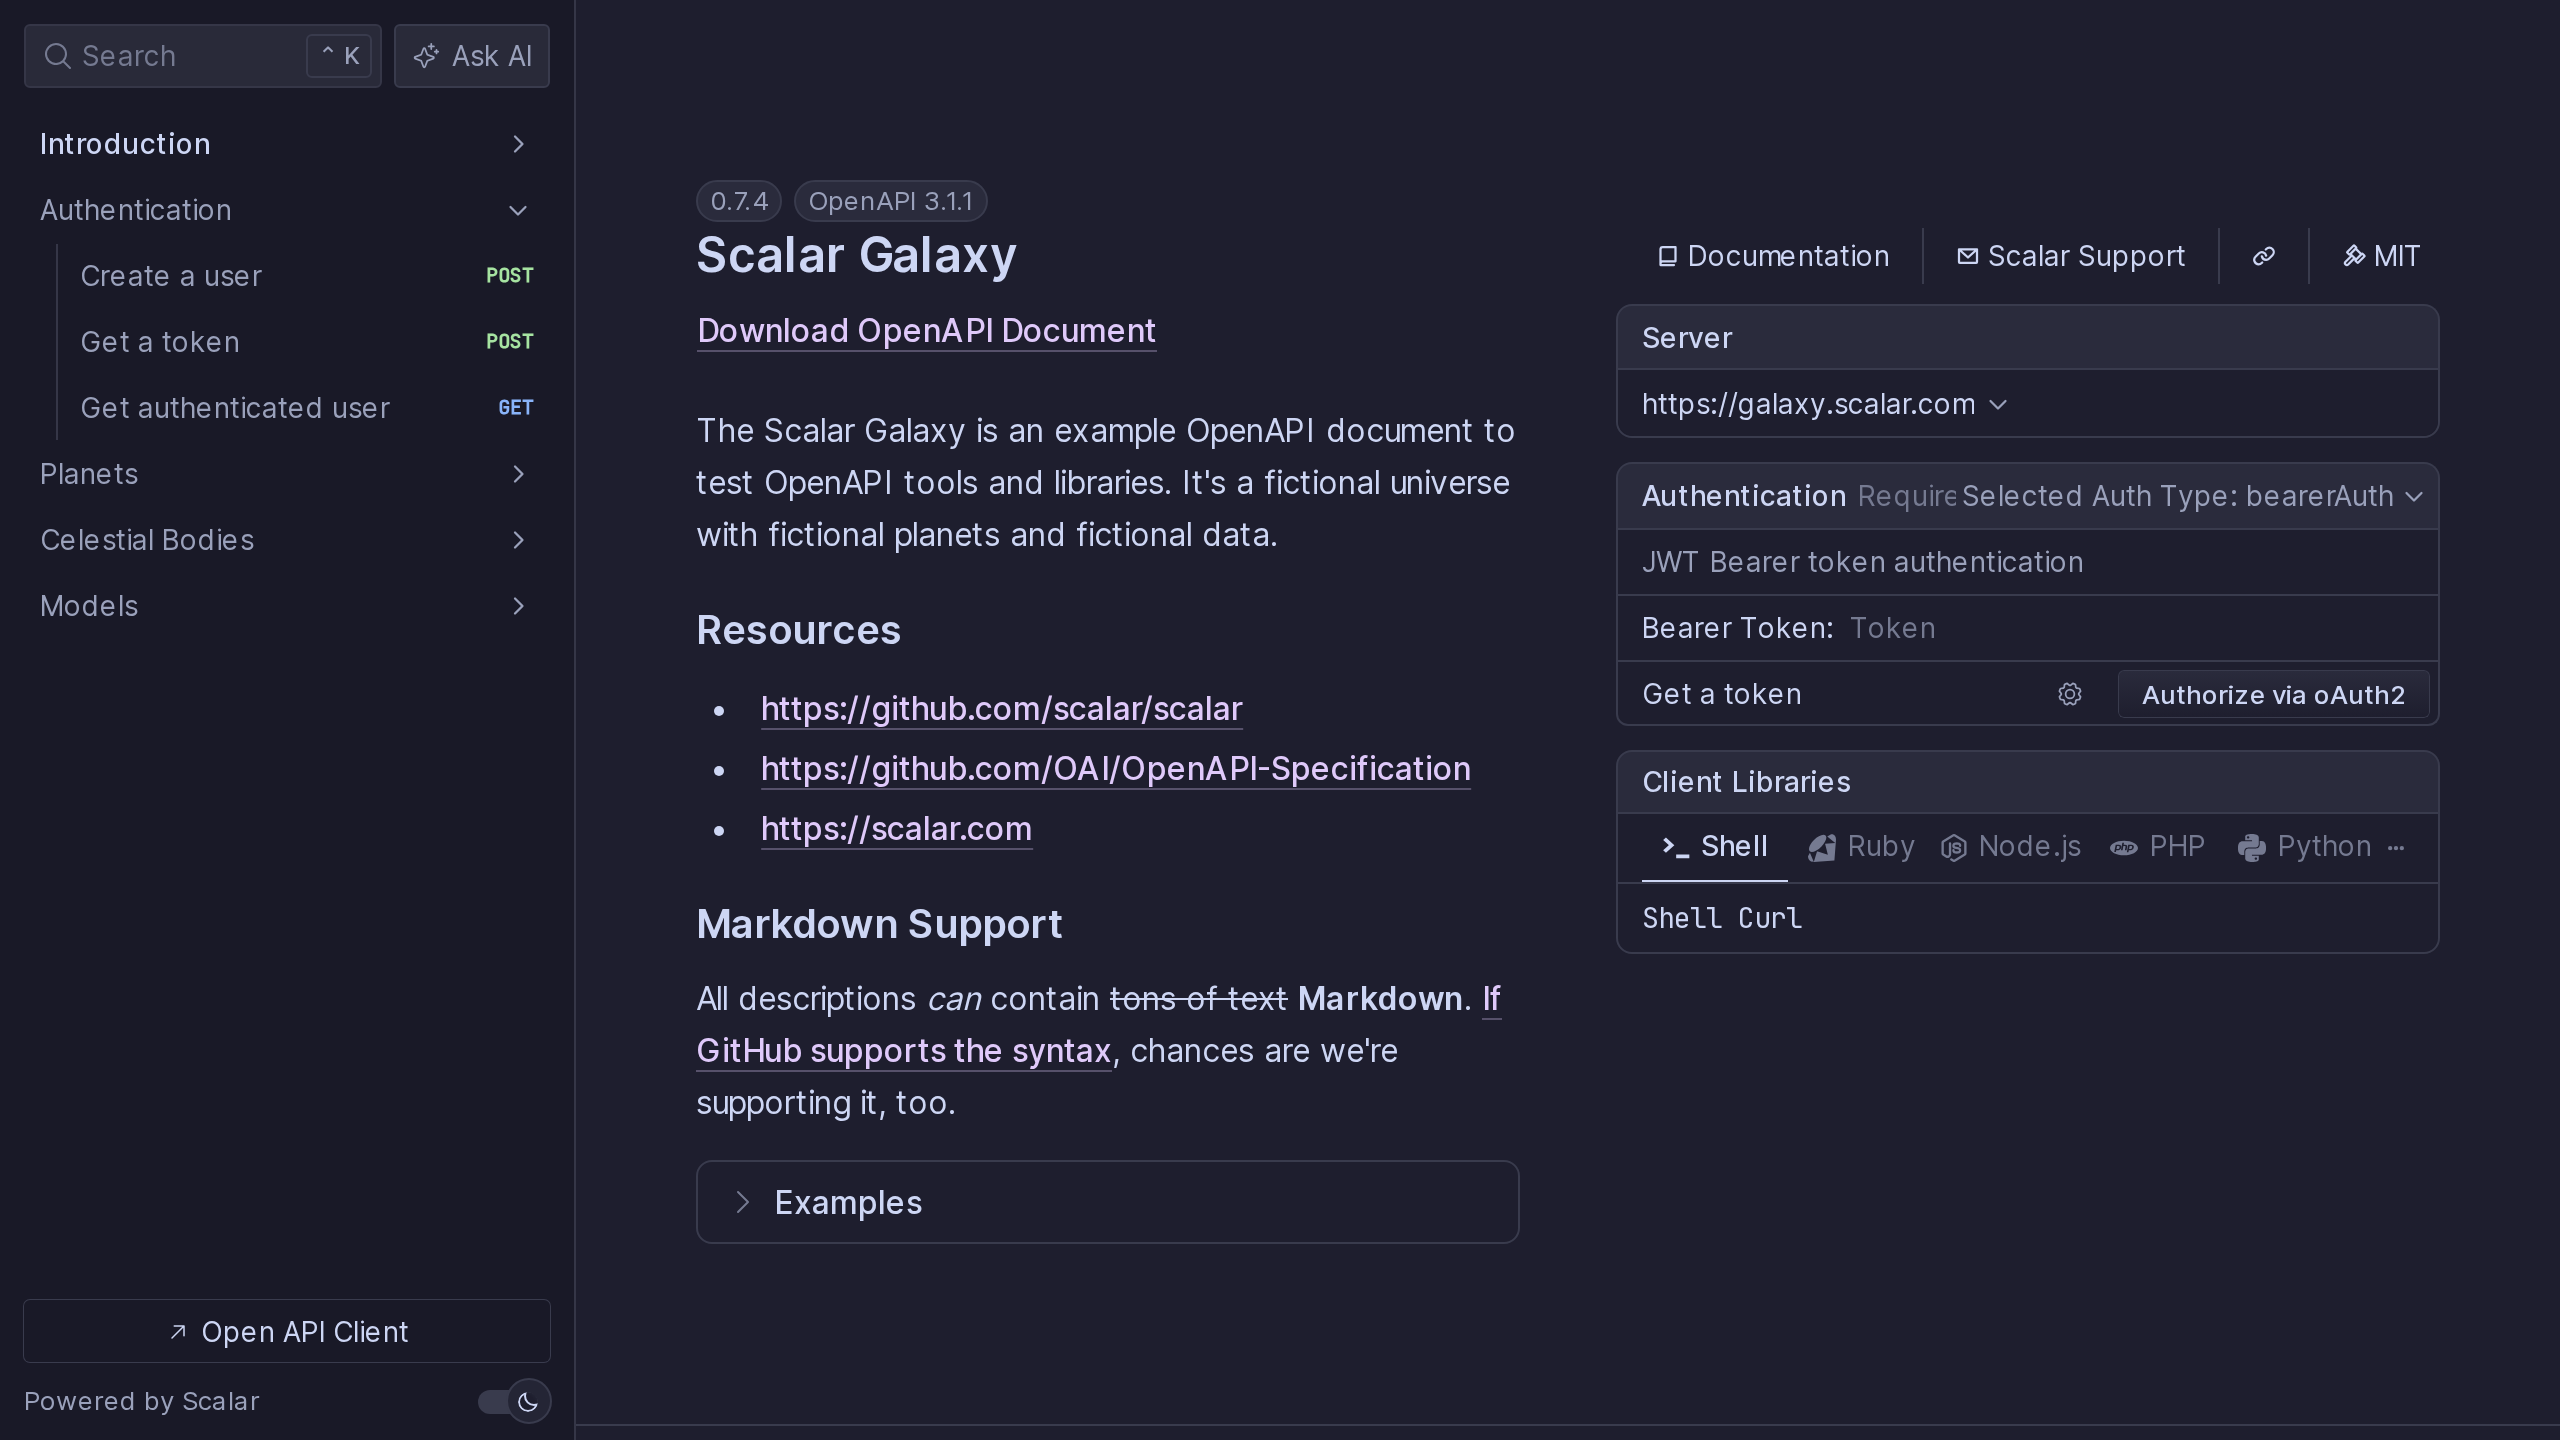 Search
^ K
Ask AI
Introduction
Authentication
Create a user
POST
Get a token
POST
Get authenticated user
GET
Planets
Celestial Bodies
Models
Open API Client
Powered by Scalar
0.7.4
OpenAPI 3.1.1
Scalar Galaxy
Download OpenAPI Document
The Scalar Galaxy is an example OpenAPI document to
test OpenAPI tools and libraries. It's a fictional universe
with fictional planets and fictional data.
Resources
• https://github.com/scalar/scalar
• https://github.com/OAI/OpenAPI-Specification
• https://scalar.com
Markdown Support
All descriptions can contain tons of text Markdown. If
GitHub supports the syntax, chances are we're
supporting it, too.
Examples
Documentation
Scalar Support
MIT
Server
https://galaxy.scalar.com
Authentication Require Selected Auth Type: bearerAuth
JWT Bearer token authentication
Bearer Token: Token
Get a token
Authorize via oAuth2
Client Libraries
Shell
Ruby
Node.js
PHP
Python
Shell Curl